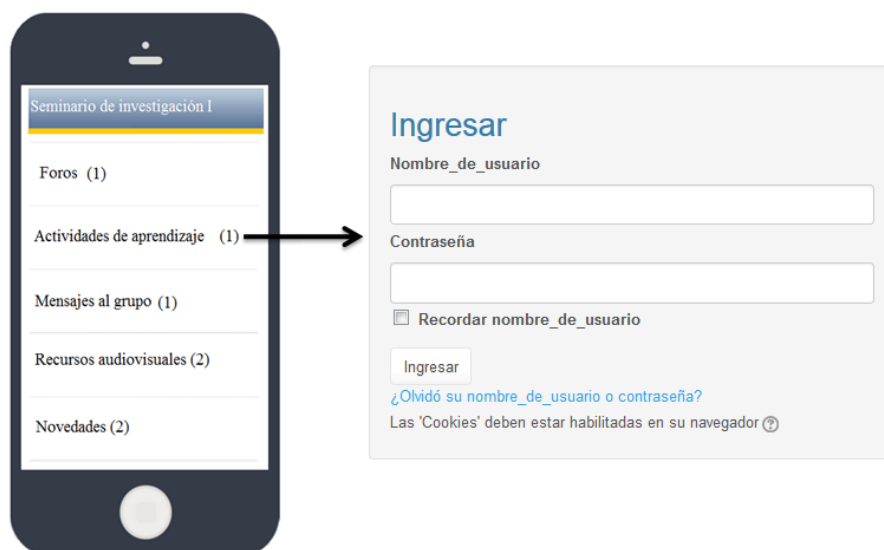 Seminario de investigación I
Foros (1)
Actividades de aprendizaje (1)
Mensajes al grupo (1)
Recursos audiovisuales (2)
Novedades (2)
Ingresar
Nombre_de_usuario
Contraseña
Recordar nombre_de_usuario
Ingresar
¿Olvidó su nombre_de_usuario o contraseña?
Las 'Cookies' deben estar habilitadas en su navegador ?